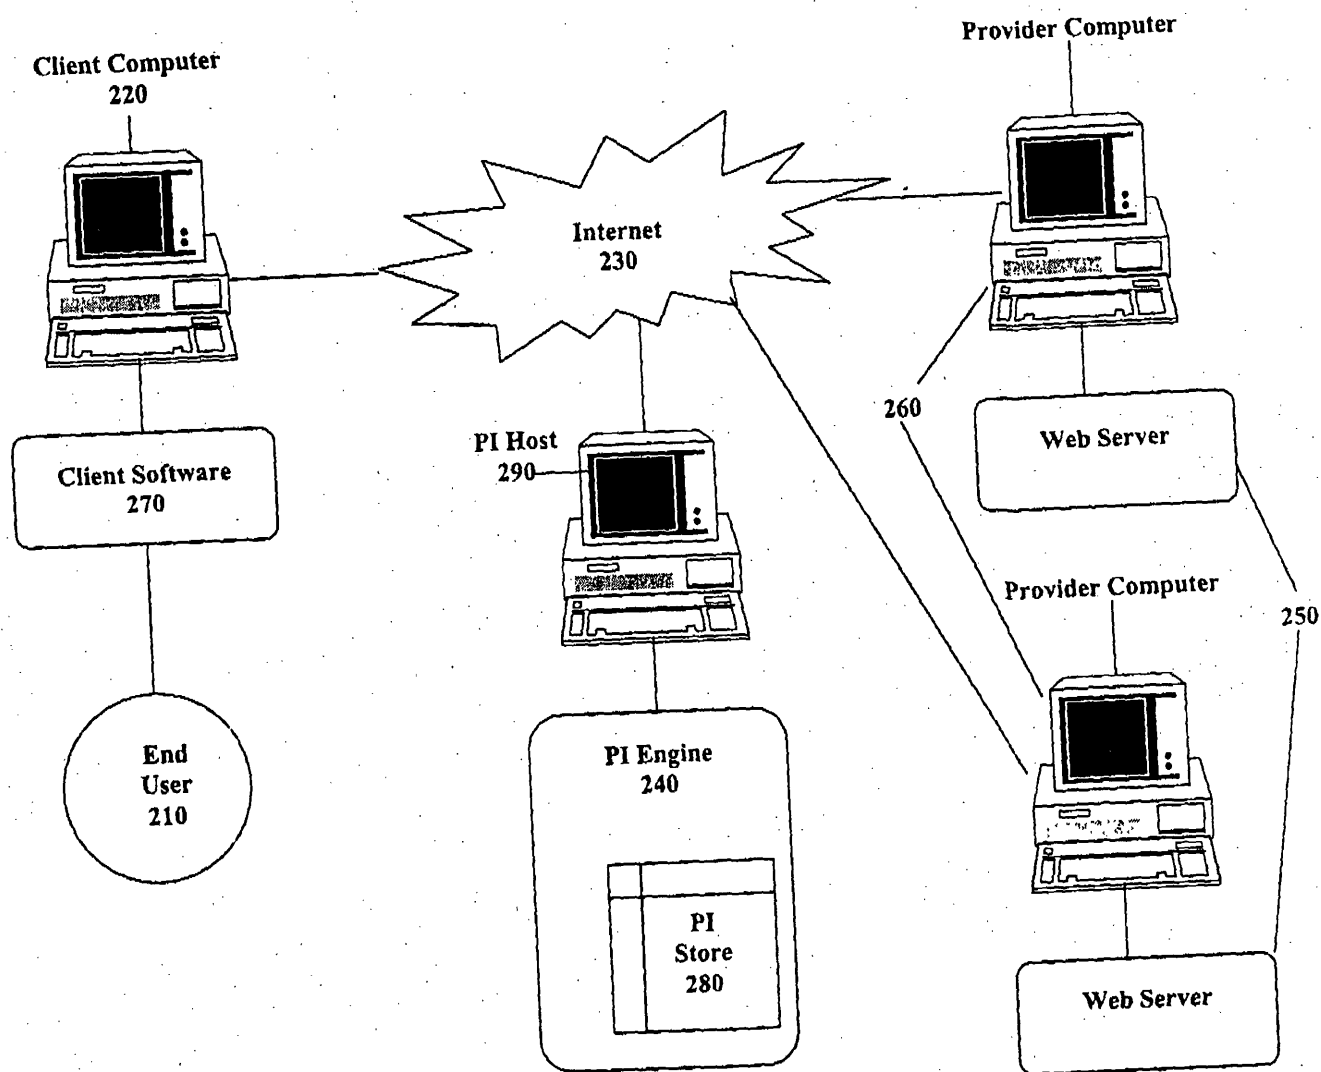 Provider Computer
Client Computer
220
Internet
230
260
Web Server
PI Host
290
Client Software
270
Provider Computer
250
End
User
210
PI Engine
240
PI
Store
280
Web Server